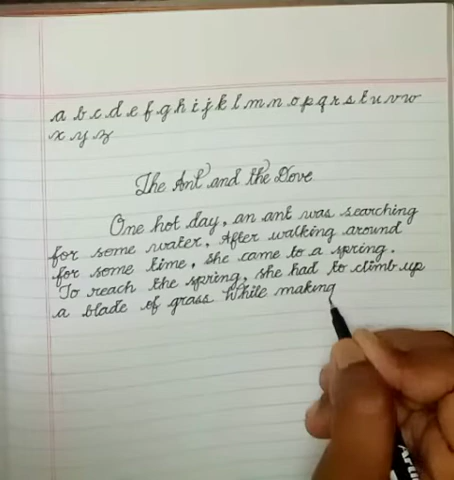 a b c d e f g h i j k l m n o p q r s t u v w
x y z
The Ant and the Dove
One hot day, an ant was searching
for some water, After walking around
for some time, she came to a spring.
To reach the spring, she had to climb up
a blade of grass While making